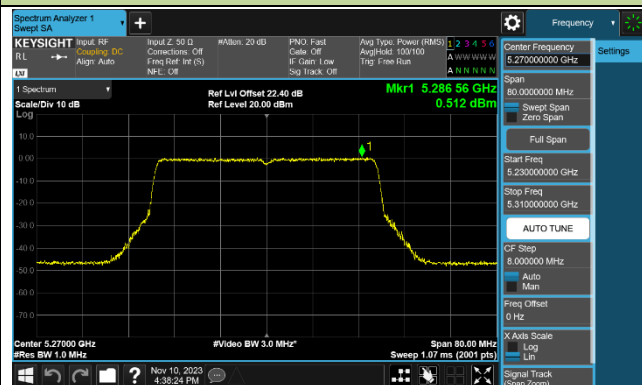 Spectrum Analyzer 1
Swept SA
Frequency
KEYSIGHT
RL
LXI
Input: RF
Coupling: DC
Align: Auto
Input Z: 50 Ω
Corrections: Off
Freq Ref: Int (S)
NFE: Off
#Atten: 20 dB
PNO: Fast
Gate: Off
IF Gain: Low
Sig Track: Off
Avg Type: Power (RMS)
Avg|Hold: 100/100
Trig: Free Run
1 2 3 4 5 6
A W W W W W
A N N N N N
1 Spectrum
Scale/Div 10 dB
Log
Ref Lvl Offset 22.40 dB
Ref Level 20.00 dBm
Mkr1 5.286 56 GHz
0.512 dBm
1
10.0
0.00
-10.0
-20.0
-30.0
-40.0
-50.0
-60.0
-70.0
Center 5.27000 GHz
#Res BW 1.0 MHz
#Video BW 3.0 MHz*
Span 80.00 MHz
Sweep 1.07 ms (2001 pts)
Center Frequency
5.270000000 GHz
Span
80.0000000 MHz
Swept Span
Zero Span
Full Span
Start Freq
5.230000000 GHz
Stop Freq
5.310000000 GHz
AUTO TUNE
CF Step
8.000000 MHz
Auto
Man
Freq Offset
0 Hz
X Axis Scale
Log
Lin
Signal Track
(Span Zoom)
Settings
Nov 10, 2023
4:38:24 PM